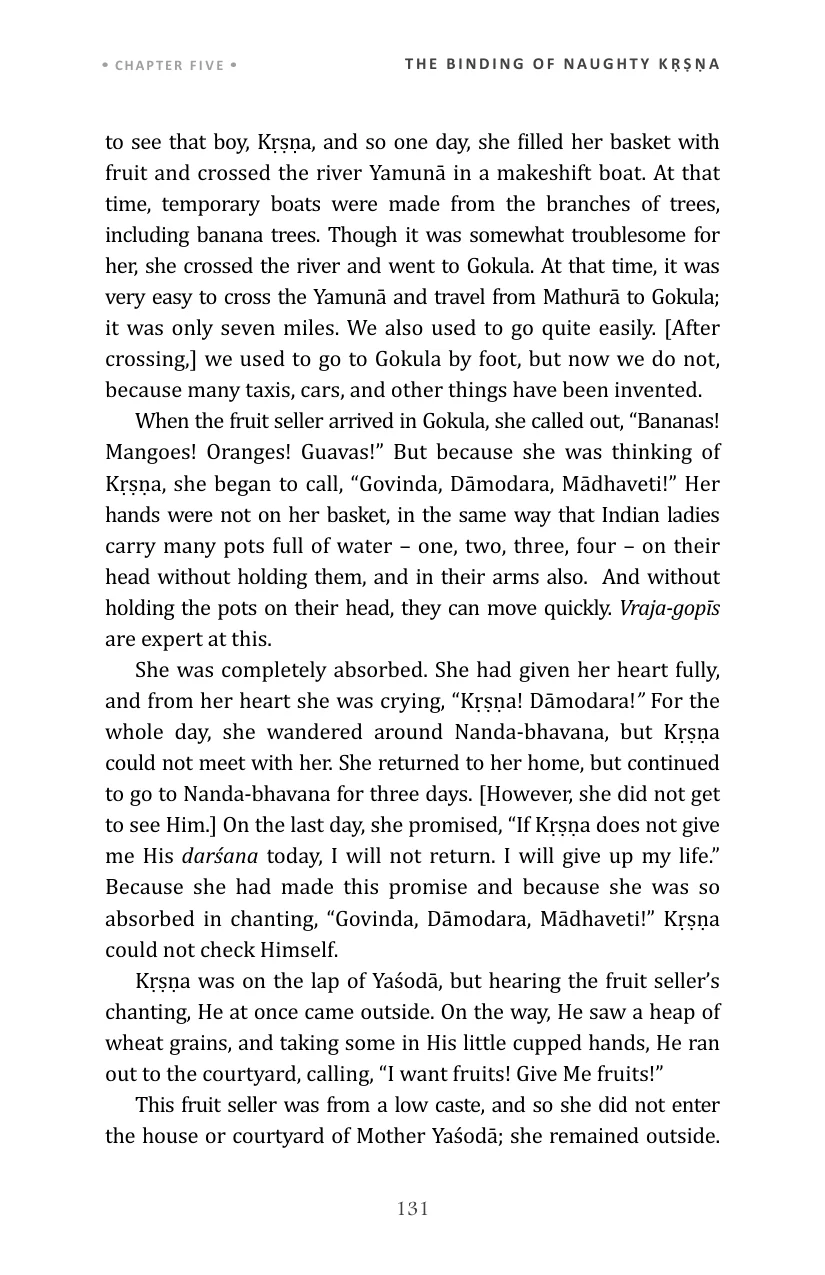 • CHAPTER FIVE •
THE BINDING OF NAUGHTY KṚṢṆA
to see that boy, Kṛṣṇa, and so one day, she filled her basket with
fruit and crossed the river Yamunā in a makeshift boat. At that
time, temporary boats were made from the branches of trees,
including banana trees. Though it was somewhat troublesome for
her, she crossed the river and went to Gokula. At that time, it was
very easy to cross the Yamunā and travel from Mathurā to Gokula;
it was only seven miles. We also used to go quite easily. [After
crossing,] we used to go to Gokula by foot, but now we do not,
because many taxis, cars, and other things have been invented.
When the fruit seller arrived in Gokula, she called out, “Bananas!
Mangoes! Oranges! Guavas!” But because she was thinking of
Kṛṣṇa, she began to call, “Govinda, Dāmodara, Mādhaveti!” Her
hands were not on her basket, in the same way that Indian ladies
carry many pots full of water – one, two, three, four – on their
head without holding them, and in their arms also.  And without
holding the pots on their head, they can move quickly. Vraja-gopīs
are expert at this.
She was completely absorbed. She had given her heart fully,
and from her heart she was crying, “Kṛṣṇa! Dāmodara!” For the
whole day, she wandered around Nanda-bhavana, but Kṛṣṇa
could not meet with her. She returned to her home, but continued
to go to Nanda-bhavana for three days. [However, she did not get
to see Him.] On the last day, she promised, “If Kṛṣṇa does not give
me His darśana today, I will not return. I will give up my life.”
Because she had made this promise and because she was so
absorbed in chanting, “Govinda, Dāmodara, Mādhaveti!” Kṛṣṇa
could not check Himself.
Kṛṣṇa was on the lap of Yaśodā, but hearing the fruit seller’s
chanting, He at once came outside. On the way, He saw a heap of
wheat grains, and taking some in His little cupped hands, He ran
out to the courtyard, calling, “I want fruits! Give Me fruits!”
This fruit seller was from a low caste, and so she did not enter
the house or courtyard of Mother Yaśodā; she remained outside.
131